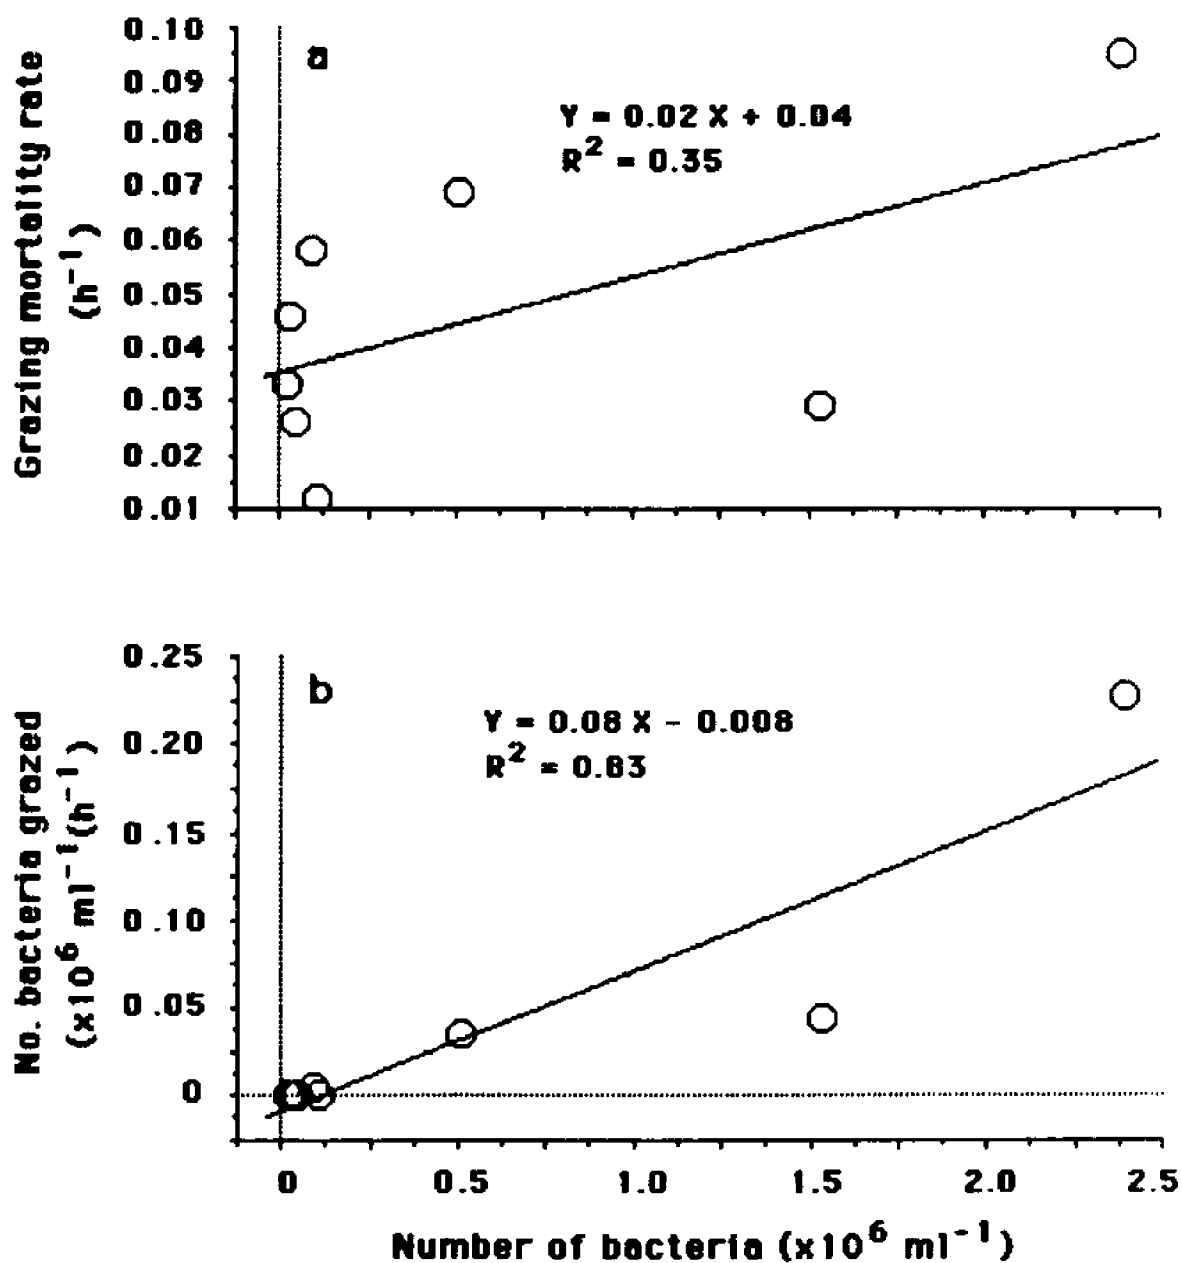 Grazing mortality rate
(h⁻¹)
0.10
0.09
0.08
0.07
0.06
0.05
0.04
0.03
0.02
0.01
a
Y = 0.02 X + 0.04
R² = 0.35
No. bacteria grazed
(x10⁶ ml⁻¹(h⁻¹)
0.25
0.20
0.15
0.10
0.05
0
b
Y = 0.08 X - 0.008
R² = 0.83
0 0.5 1.0 1.5 2.0 2.5
Number of bacteria (x10⁶ ml⁻¹)